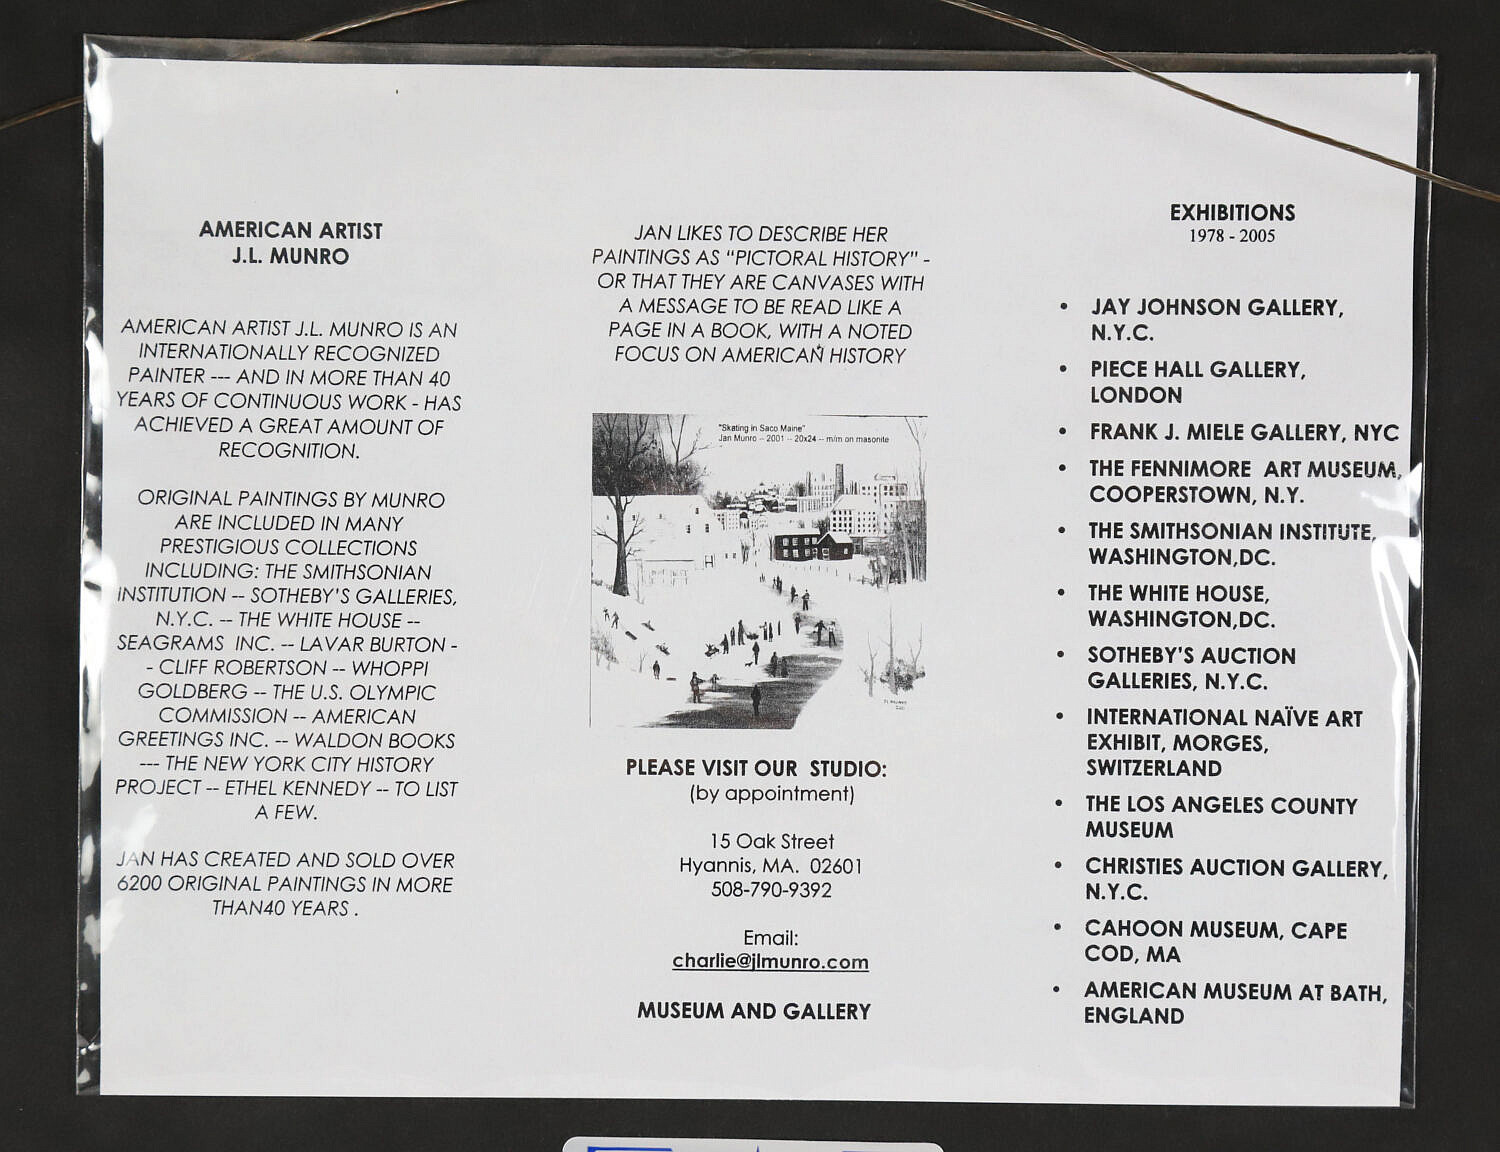 AMERICAN ARTIST
J.L. MUNRO
AMERICAN ARTIST J.L. MUNRO IS AN
INTERNATIONALLY RECOGNIZED
PAINTER --- AND IN MORE THAN 40
YEARS OF CONTINUOUS WORK - HAS
ACHIEVED A GREAT AMOUNT OF
RECOGNITION.
ORIGINAL PAINTINGS BY MUNRO
ARE INCLUDED IN MANY
PRESTIGIOUS COLLECTIONS
INCLUDING: THE SMITHSONIAN
INSTITUTION -- SOTHEBY'S GALLERIES,
N.Y.C. -- THE WHITE HOUSE --
SEAGRAMS INC. -- LAVAR BURTON -
- CLIFF ROBERTSON -- WHOPPI
GOLDBERG -- THE U.S. OLYMPIC
COMMISSION -- AMERICAN
GREETINGS INC. -- WALDON BOOKS
--- THE NEW YORK CITY HISTORY
PROJECT -- ETHEL KENNEDY -- TO LIST
A FEW.
JAN HAS CREATED AND SOLD OVER
6200 ORIGINAL PAINTINGS IN MORE
THAN40 YEARS .
JAN LIKES TO DESCRIBE HER
PAINTINGS AS "PICTORAL HISTORY" -
OR THAT THEY ARE CANVASES WITH
A MESSAGE TO BE READ LIKE A
PAGE IN A BOOK, WITH A NOTED
FOCUS ON AMERICAN HISTORY
"Skating in Saco Maine"
Jan Munro -- 2001 -- 20x24 -- m/m on masonite
PLEASE VISIT OUR STUDIO:
(by appointment)
15 Oak Street
Hyannis, MA. 02601
508-790-9392
Email:
charlie@jlmunro.com
MUSEUM AND GALLERY
EXHIBITIONS
1978 - 2005
• JAY JOHNSON GALLERY,
N.Y.C.
• PIECE HALL GALLERY,
LONDON
• FRANK J. MIELE GALLERY, NYC
• THE FENNIMORE ART MUSEUM,
COOPERSTOWN, N.Y.
• THE SMITHSONIAN INSTITUTE,
WASHINGTON,DC.
• THE WHITE HOUSE,
WASHINGTON,DC.
• SOTHEBY'S AUCTION
GALLERIES, N.Y.C.
• INTERNATIONAL NAÏVE ART
EXHIBIT, MORGES,
SWITZERLAND
• THE LOS ANGELES COUNTY
MUSEUM
• CHRISTIES AUCTION GALLERY,
N.Y.C.
• CAHOON MUSEUM, CAPE
COD, MA
• AMERICAN MUSEUM AT BATH,
ENGLAND